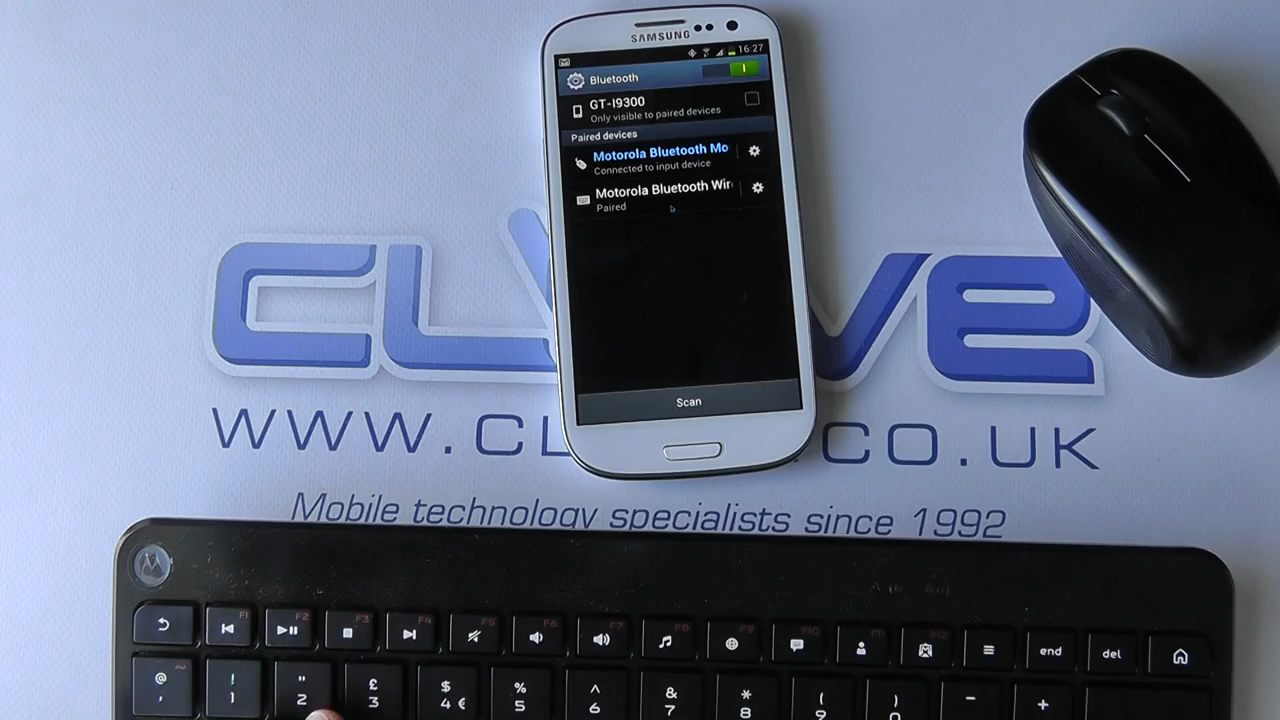 SAMSUNG
16:27
Bluetooth
GT-I9300
Only visible to paired devices
Paired devices
Motorola Bluetooth Mo
Connected to input device
Motorola Bluetooth Wir
Paired
Scan
WWW.CL .CO.UK
Mobile technology specialists since 1992
F1 F2 F3 F4 F5 F6 F7 F8 F9 F10 F11 F12
end del
@ ~ ! " £ $ % ^ & * ( ) - +
' 1 2 3 4 € 5 6 7 8 9 0